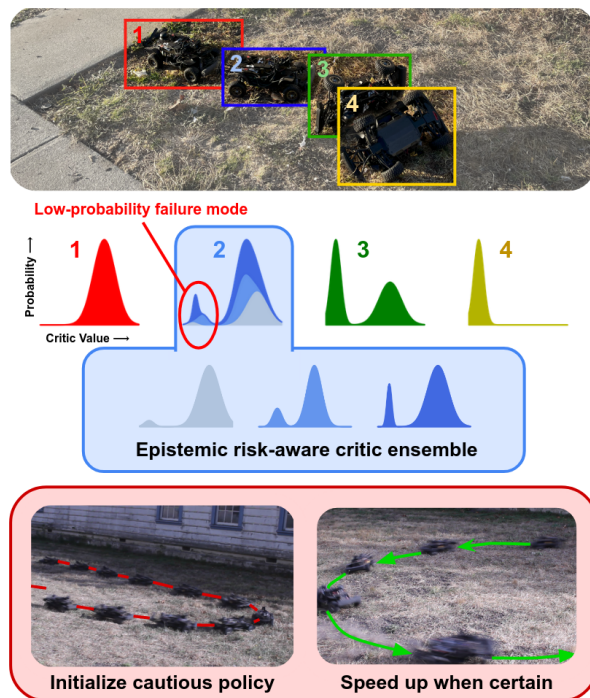 1
2
3
4
Low-probability failure mode
Probability ⟶
1
2
3
4
Critic Value ⟶
Epistemic risk-aware critic ensemble
Initialize cautious policy
Speed up when certain